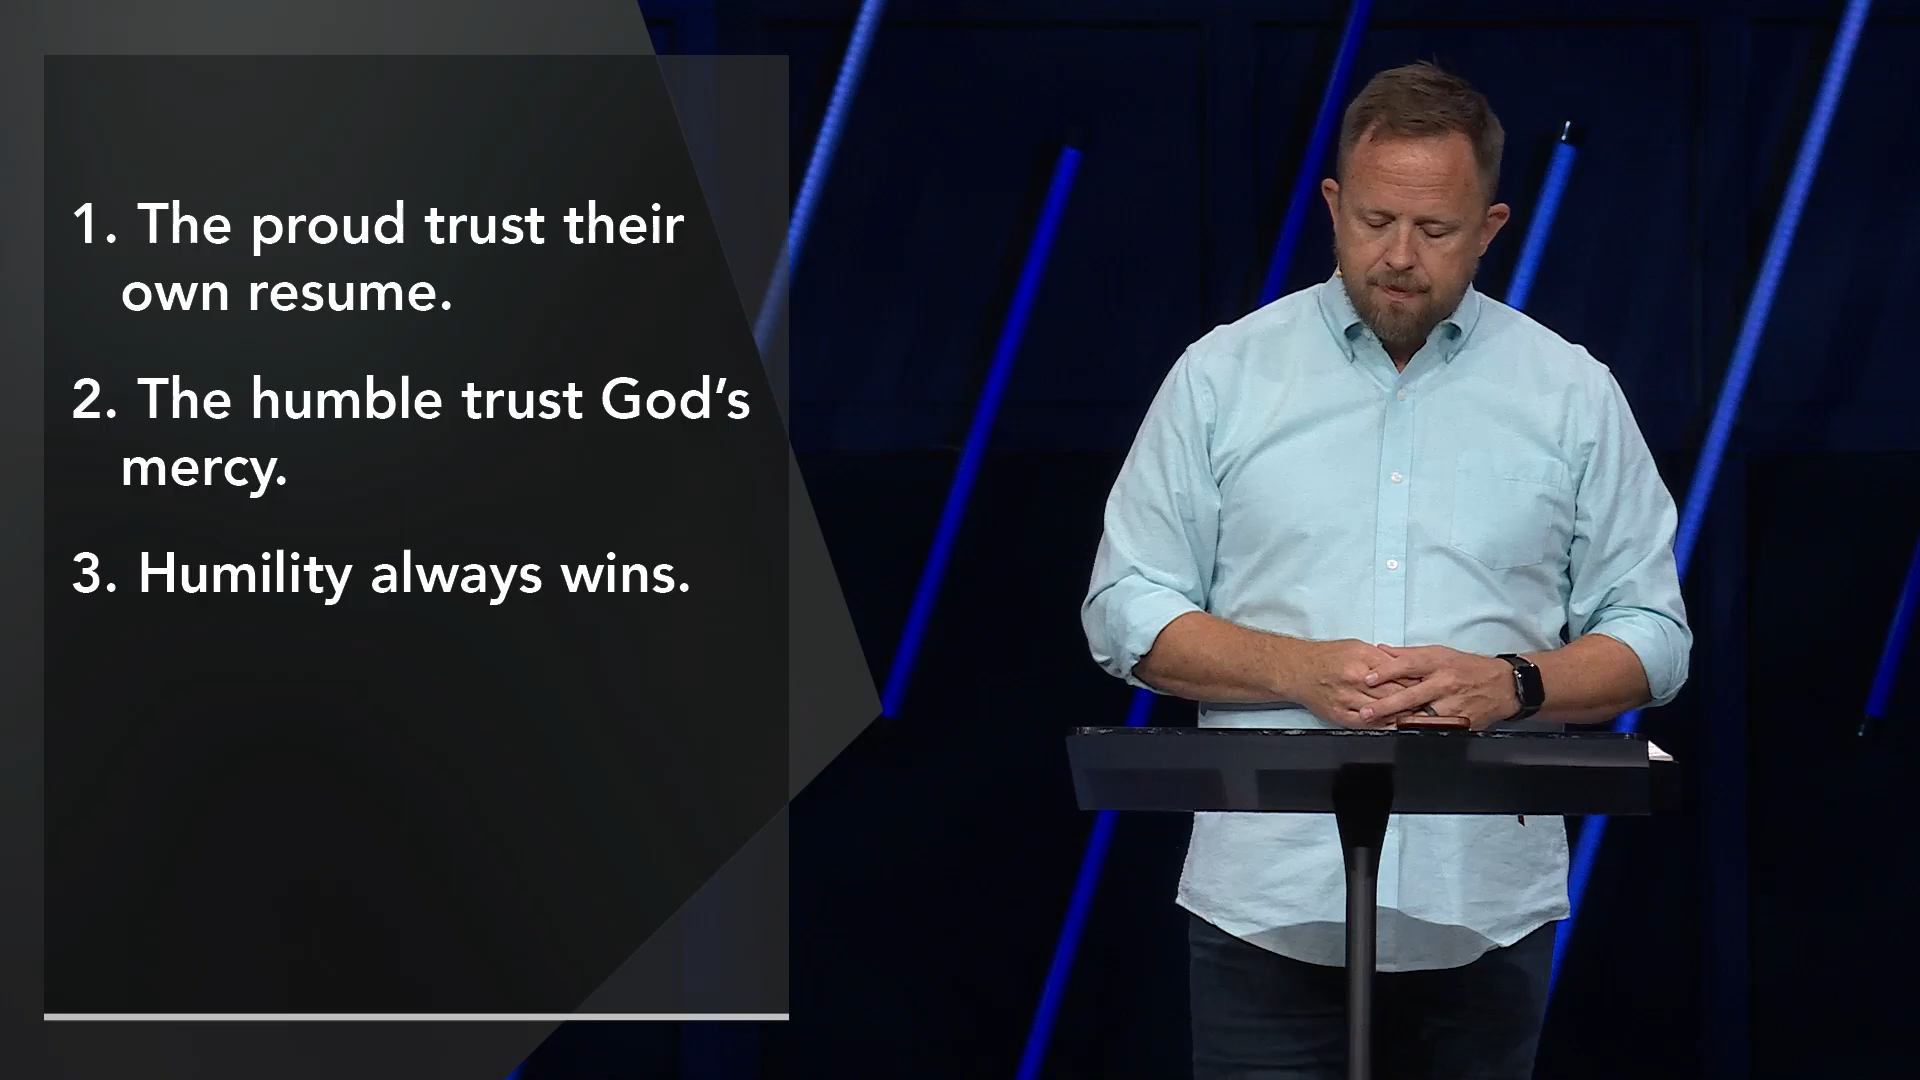 1. The proud trust their
own resume.
2. The humble trust God’s
mercy.
3. Humility always wins.